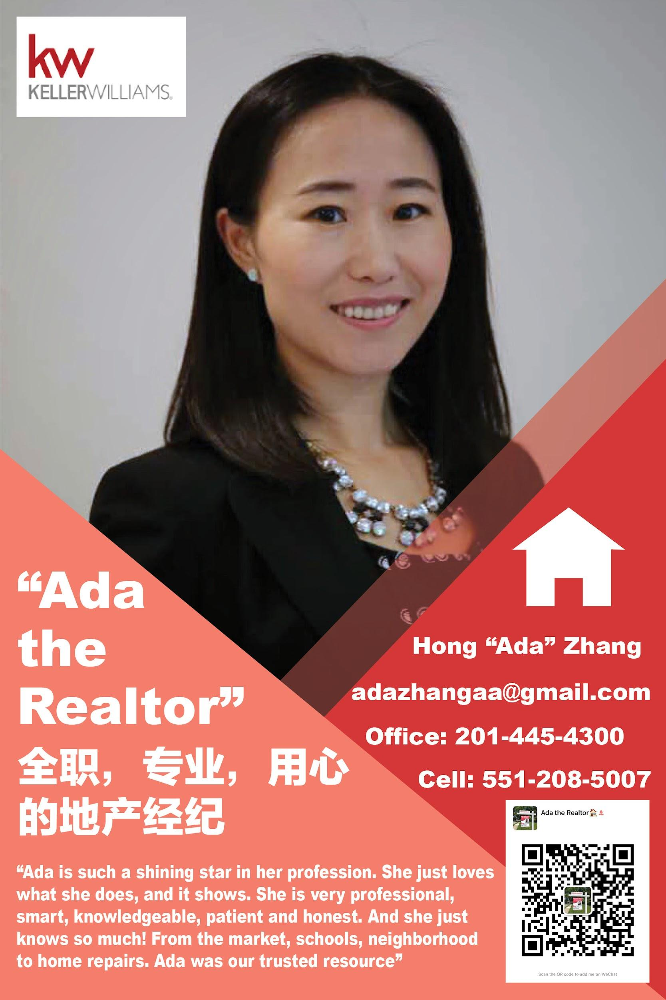 kw
KELLERWILLIAMS®
“Ada
the
Realtor”
全职，专业，用心
的地产经纪
“Ada is such a shining star in her profession. She just loves
what she does, and it shows. She is very professional,
smart, knowledgeable, patient and honest. And she just
knows so much! From the market, schools, neighborhood
to home repairs. Ada was our trusted resource”
Hong “Ada” Zhang
adazhangaa@gmail.com
Office: 201-445-4300
Cell: 551-208-5007
Ada the Realtor
Scan the QR code to add me on WeChat